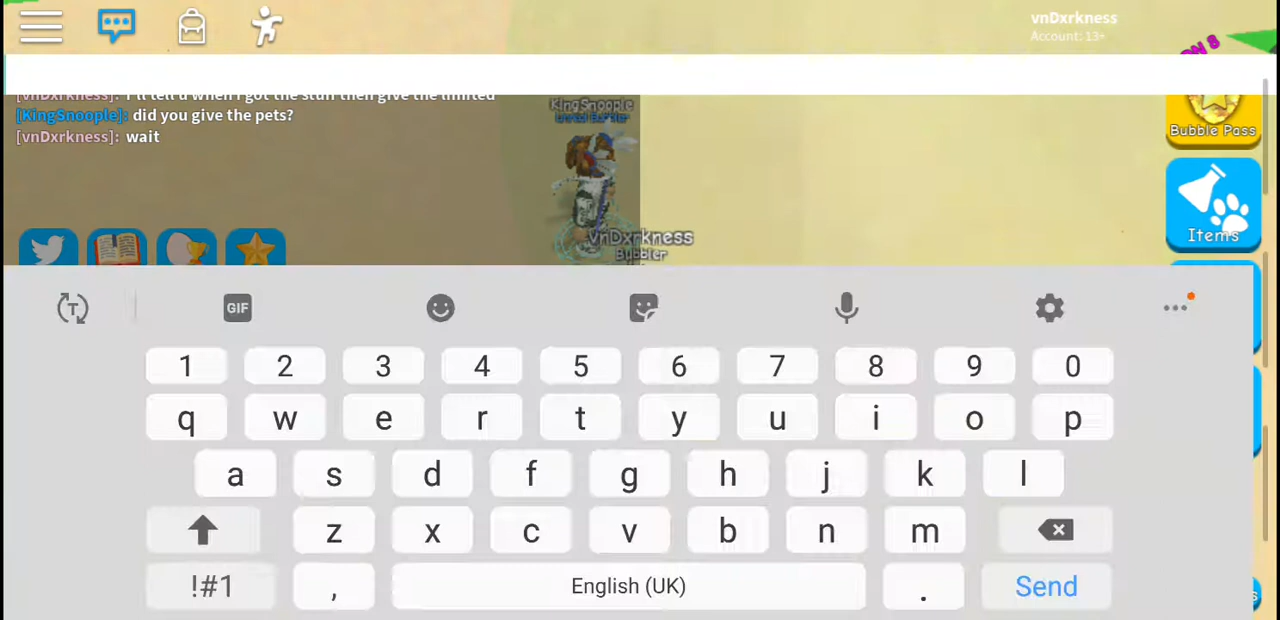 vnDxrkness
Account: 13+
N 8
[vnDxrkness]: I'll tell u when I got the stuff then give the limited
[KingSnoople]: did you give the pets?
[vnDxrkness]: wait
KingSnoople
Bubbler
vnDxrkness
Bubbler
Bubble Pass
Items
T
GIF
1 2 3 4 5 6 7 8 9 0
q w e r t y u i o p
a s d f g h j k l
z x c v b n m
!#1 , English (UK) . Send
s